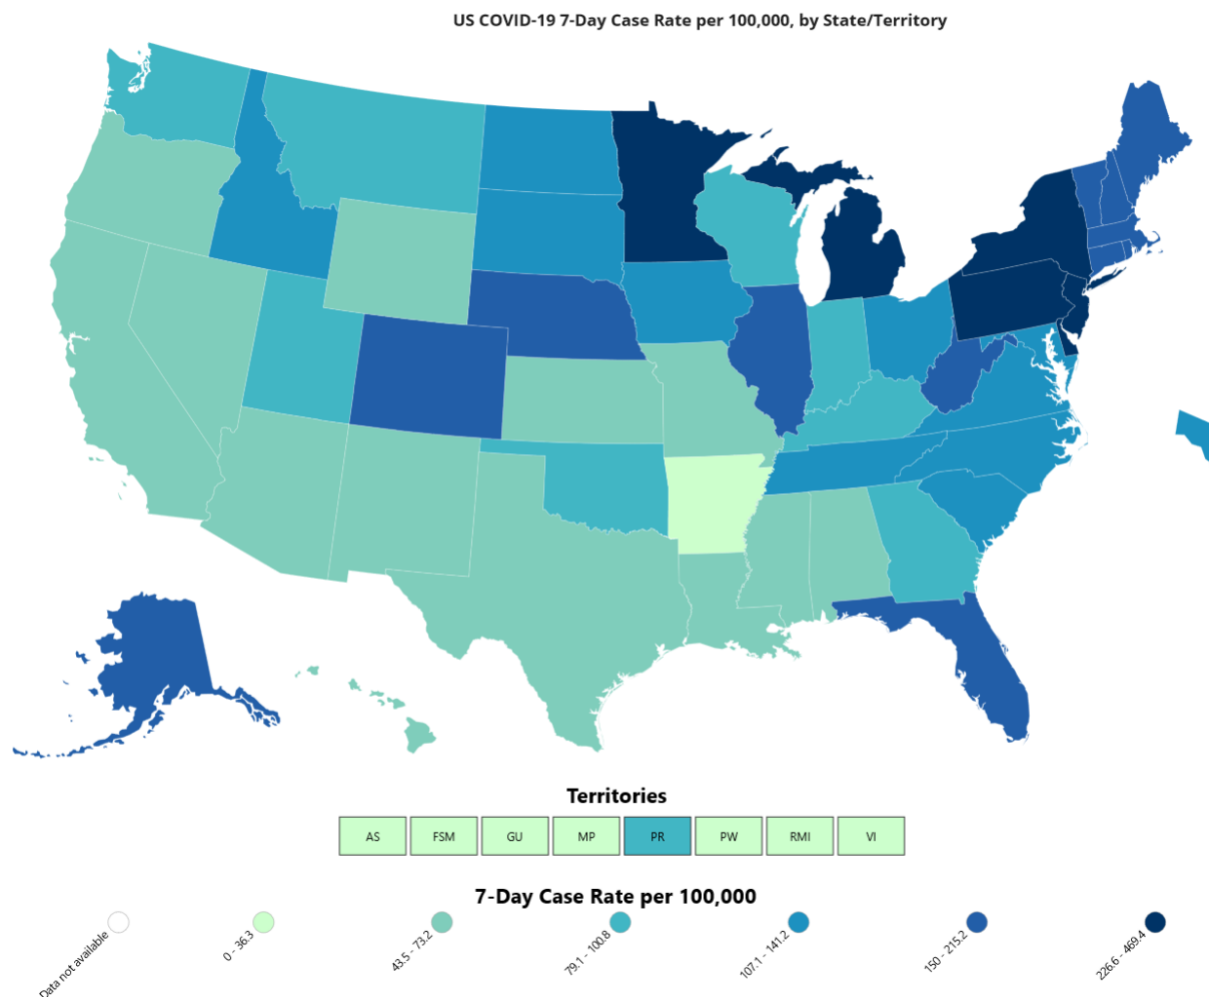 US COVID-19 7-Day Case Rate per 100,000, by State/Territory
Territories
AS FSM GU MP PR PW RMI VI
7-Day Case Rate per 100,000
Data not available 0 - 36.3 43.5 - 73.2 79.1 - 100.8 107.1 - 141.2 150 - 215.2 226.6 - 469.4